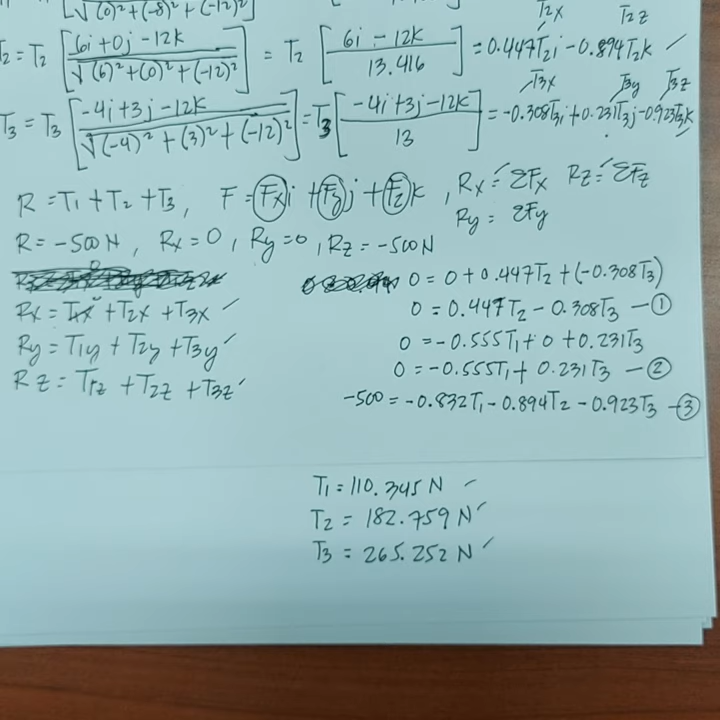 √(0)²+(-8)²+(-12)²
T2x T2z
T2 = T2 [6i+0j-12k / √(6)²+(0)²+(-12)²] = T2 [6i-12k / 13.416] = 0.447T2i - 0.894T2k
T3x T3y T3z
T3 = T3 [-4i+3j-12k / √(-4)²+(3)²+(-12)²] = T3 [-4i+3j-12k / 13] = -0.308T3i+0.231T3j-0.923T3k
R = T1 + T2 + T3, F = Fxi + Fyj + Fzk, Rx = ΣFx Rz = ΣFz
Ry = ΣFy
R = -500N, Rx = 0, Ry=0, Rz = -500N
0 = 0 + 0.447T2 + (-0.308T3)
Rx = T1x + T2x + T3x
0 = 0.447T2 - 0.308T3 - ①
Ry = T1y + T2y + T3y
0 = -0.555T1 + 0 + 0.231T3
Rz = T1z + T2z + T3z
0 = -0.555T1 + 0.231T3 - ②
-500 = -0.832T1 - 0.894T2 - 0.923T3 - ③
T1 = 110.345 N
T2 = 182.759 N
T3 = 265.252 N